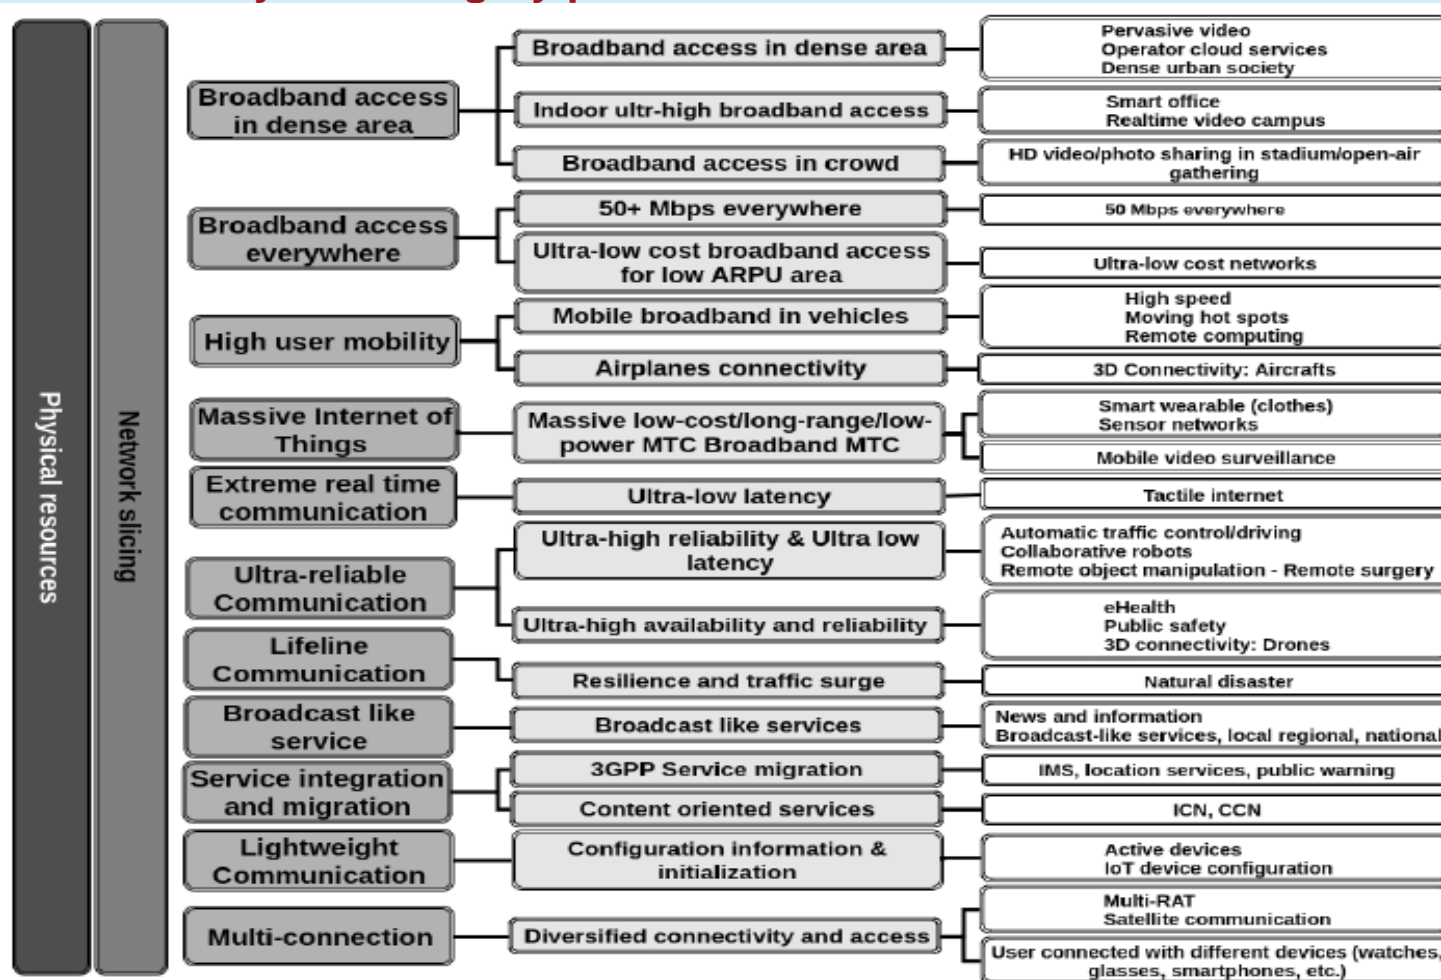 Physical resources
Network slicing
Broadband access
in dense area
Broadband access in dense area
Pervasive video
Operator cloud services
Dense urban society
Indoor ultr-high broadband access
Smart office
Realtime video campus
Broadband access in crowd
HD video/photo sharing in stadium/open-air
gathering
Broadband access
everywhere
50+ Mbps everywhere
50 Mbps everywhere
Ultra-low cost broadband access
for low ARPU area
Ultra-low cost networks
High user mobility
Mobile broadband in vehicles
High speed
Moving hot spots
Remote computing
Airplanes connectivity
3D Connectivity: Aircrafts
Massive Internet of
Things
Massive low-cost/long-range/low-
power MTC Broadband MTC
Smart wearable (clothes)
Sensor networks
Mobile video surveillance
Extreme real time
communication
Ultra-low latency
Tactile internet
Ultra-reliable
Communication
Ultra-high reliability & Ultra low
latency
Automatic traffic control/driving
Collaborative robots
Remote object manipulation - Remote surgery
Ultra-high availability and reliability
eHealth
Public safety
3D connectivity: Drones
Lifeline
Communication
Resilience and traffic surge
Natural disaster
Broadcast like
service
Broadcast like services
News and information
Broadcast-like services, local regional, national
Service integration
and migration
3GPP Service migration
IMS, location services, public warning
Content oriented services
ICN, CCN
Lightweight
Communication
Configuration information &
initialization
Active devices
IoT device configuration
Multi-connection
Diversified connectivity and access
Multi-RAT
Satellite communication
User connected with different devices (watches,
glasses, smartphones, etc.)